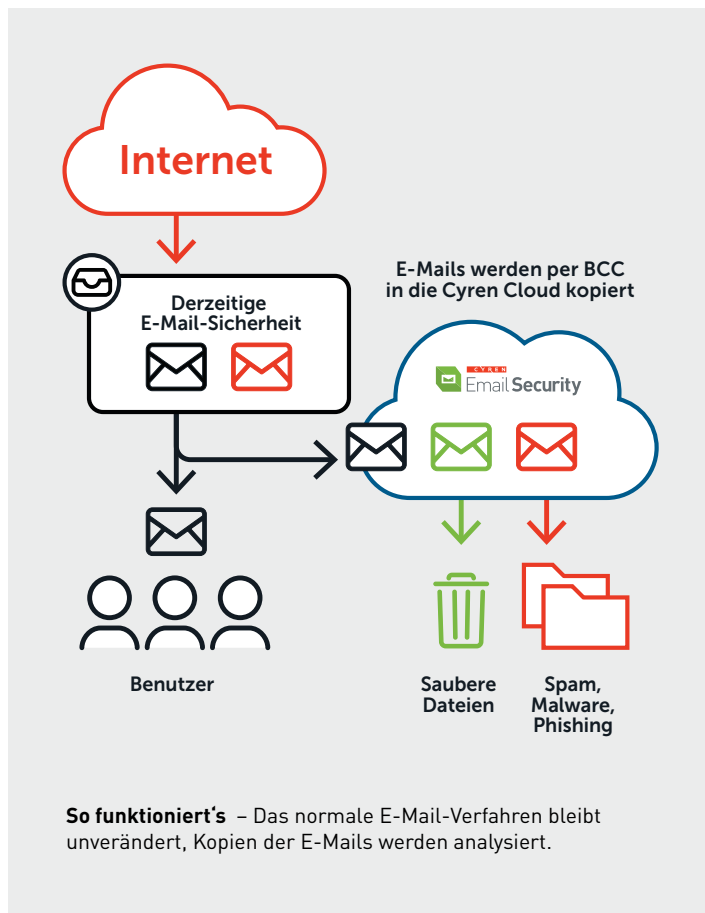 Internet
Derzeitige
E-Mail-Sicherheit
E-Mails werden per BCC
in die Cyren Cloud kopiert
CYREN
Email Security
Benutzer
Saubere
Dateien
Spam,
Malware,
Phishing
So funktioniert‘s – Das normale E-Mail-Verfahren bleibt
unverändert, Kopien der E-Mails werden analysiert.